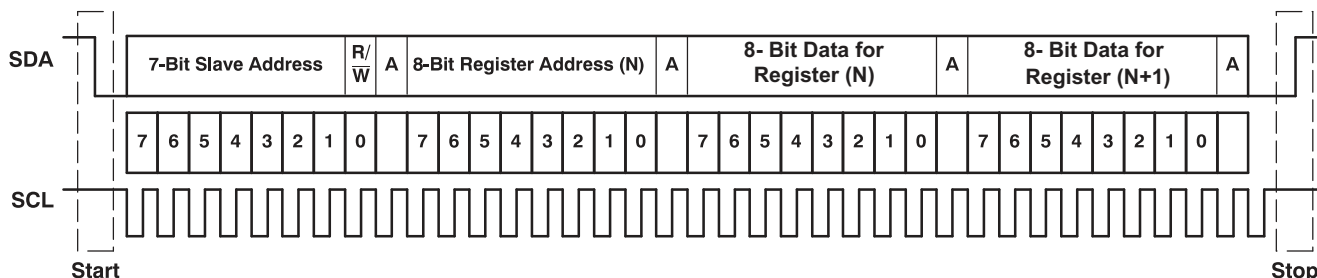 SDA
7-Bit Slave Address
R/
W
A
8-Bit Register Address (N)
A
8- Bit Data for
Register (N)
A
8- Bit Data for
Register (N+1)
A
7 6 5 4 3 2 1 0 7 6 5 4 3 2 1 0 7 6 5 4 3 2 1 0 7 6 5 4 3 2 1 0
SCL
Start
Stop